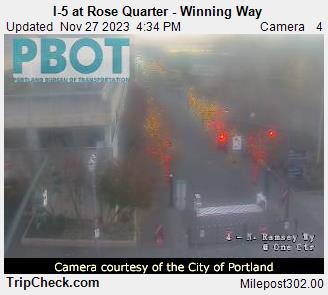 I-5 at Rose Quarter - Winning Way
Updated Nov 27 2023 4:34 PM Camera 4
PBOT
PORTLAND BUREAU OF TRANSPORTATION
4 - N. Ramsey Wy
@ One Ctr
Camera courtesy of the City of Portland
TripCheck.com Milepost302.00